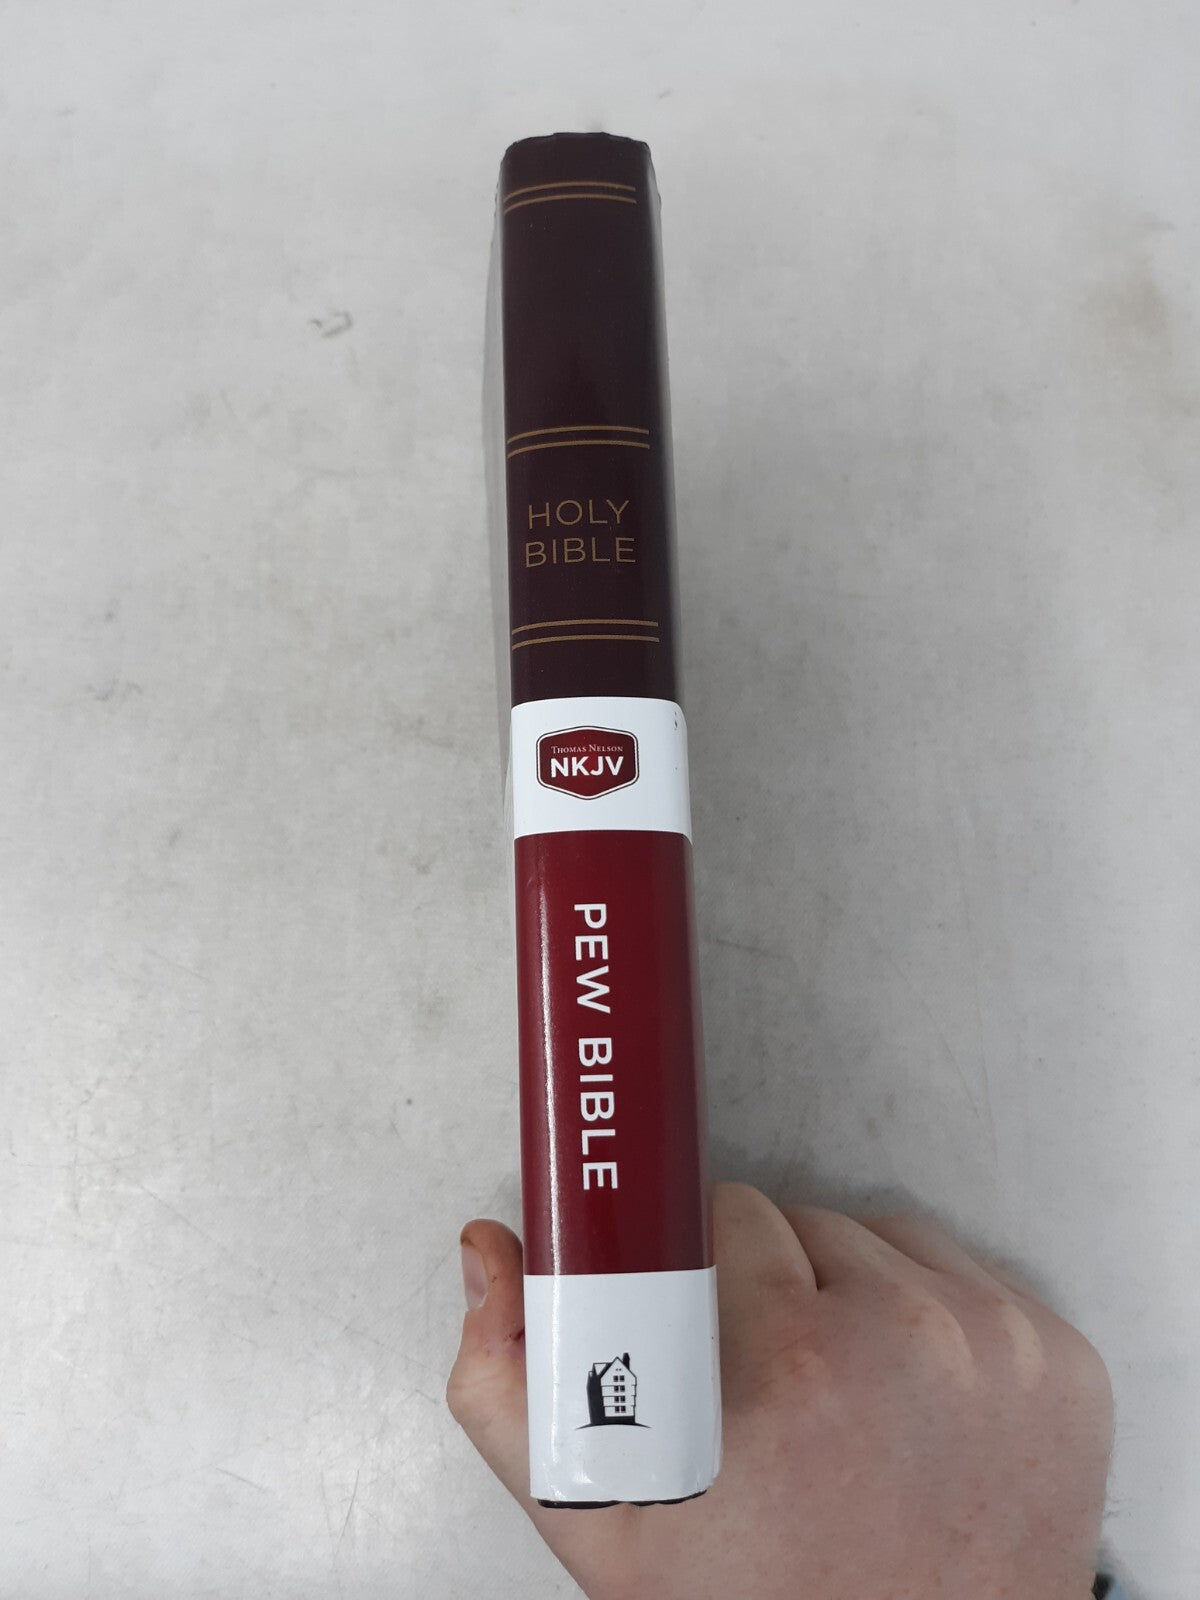 HOLY
BIBLE
THOMAS NELSON
NKJV
PEW BIBLE